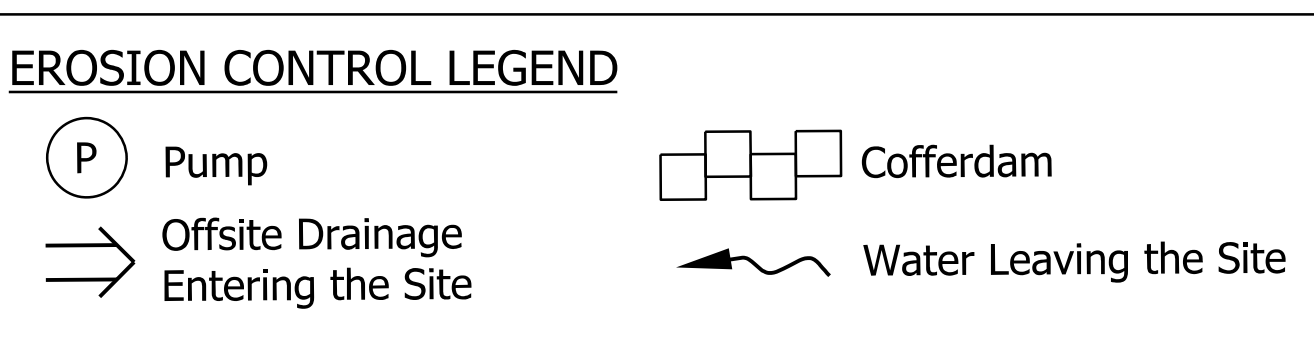 EROSION CONTROL LEGEND
P
Pump
Offsite Drainage
Entering the Site
Cofferdam
Water Leaving the Site